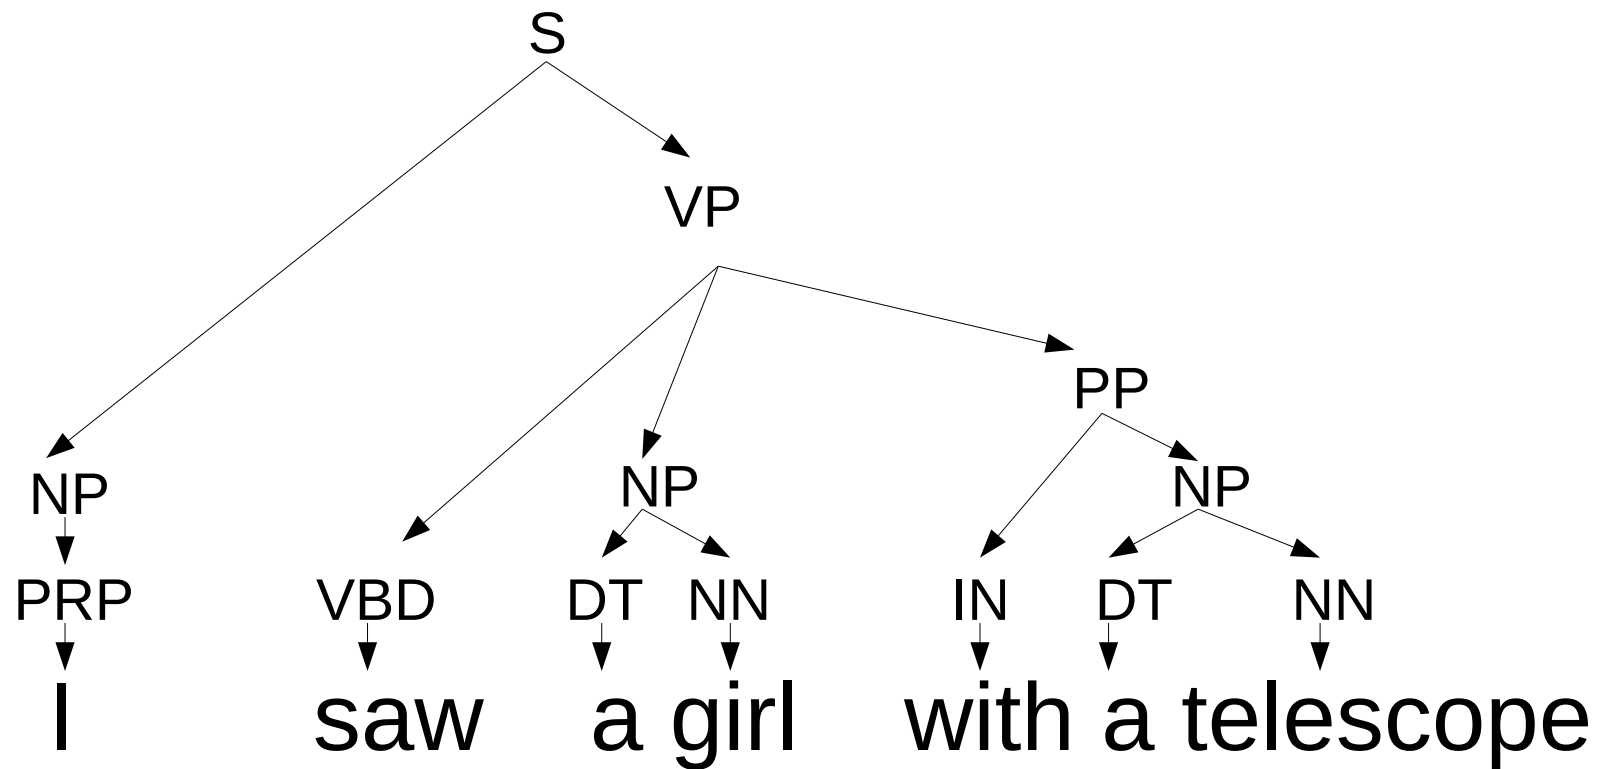 S
VP
PP
NP NP NP
PRP VBD DT NN IN DT NN
I saw a girl with a telescope